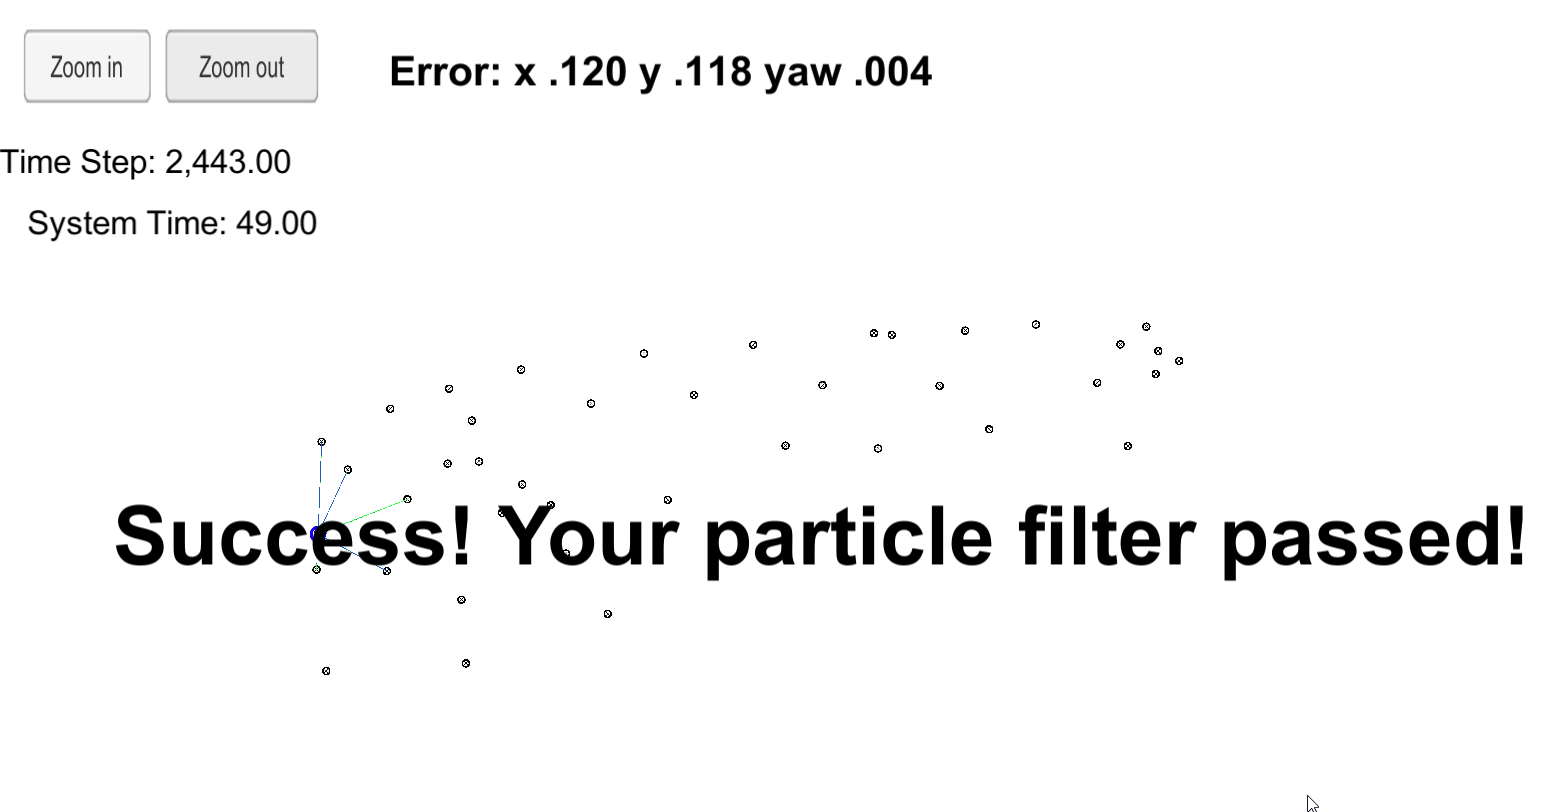 Zoom in
Zoom out
Error: x .120 y .118 yaw .004
Time Step: 2,443.00
System Time: 49.00
Success! Your particle filter passed!